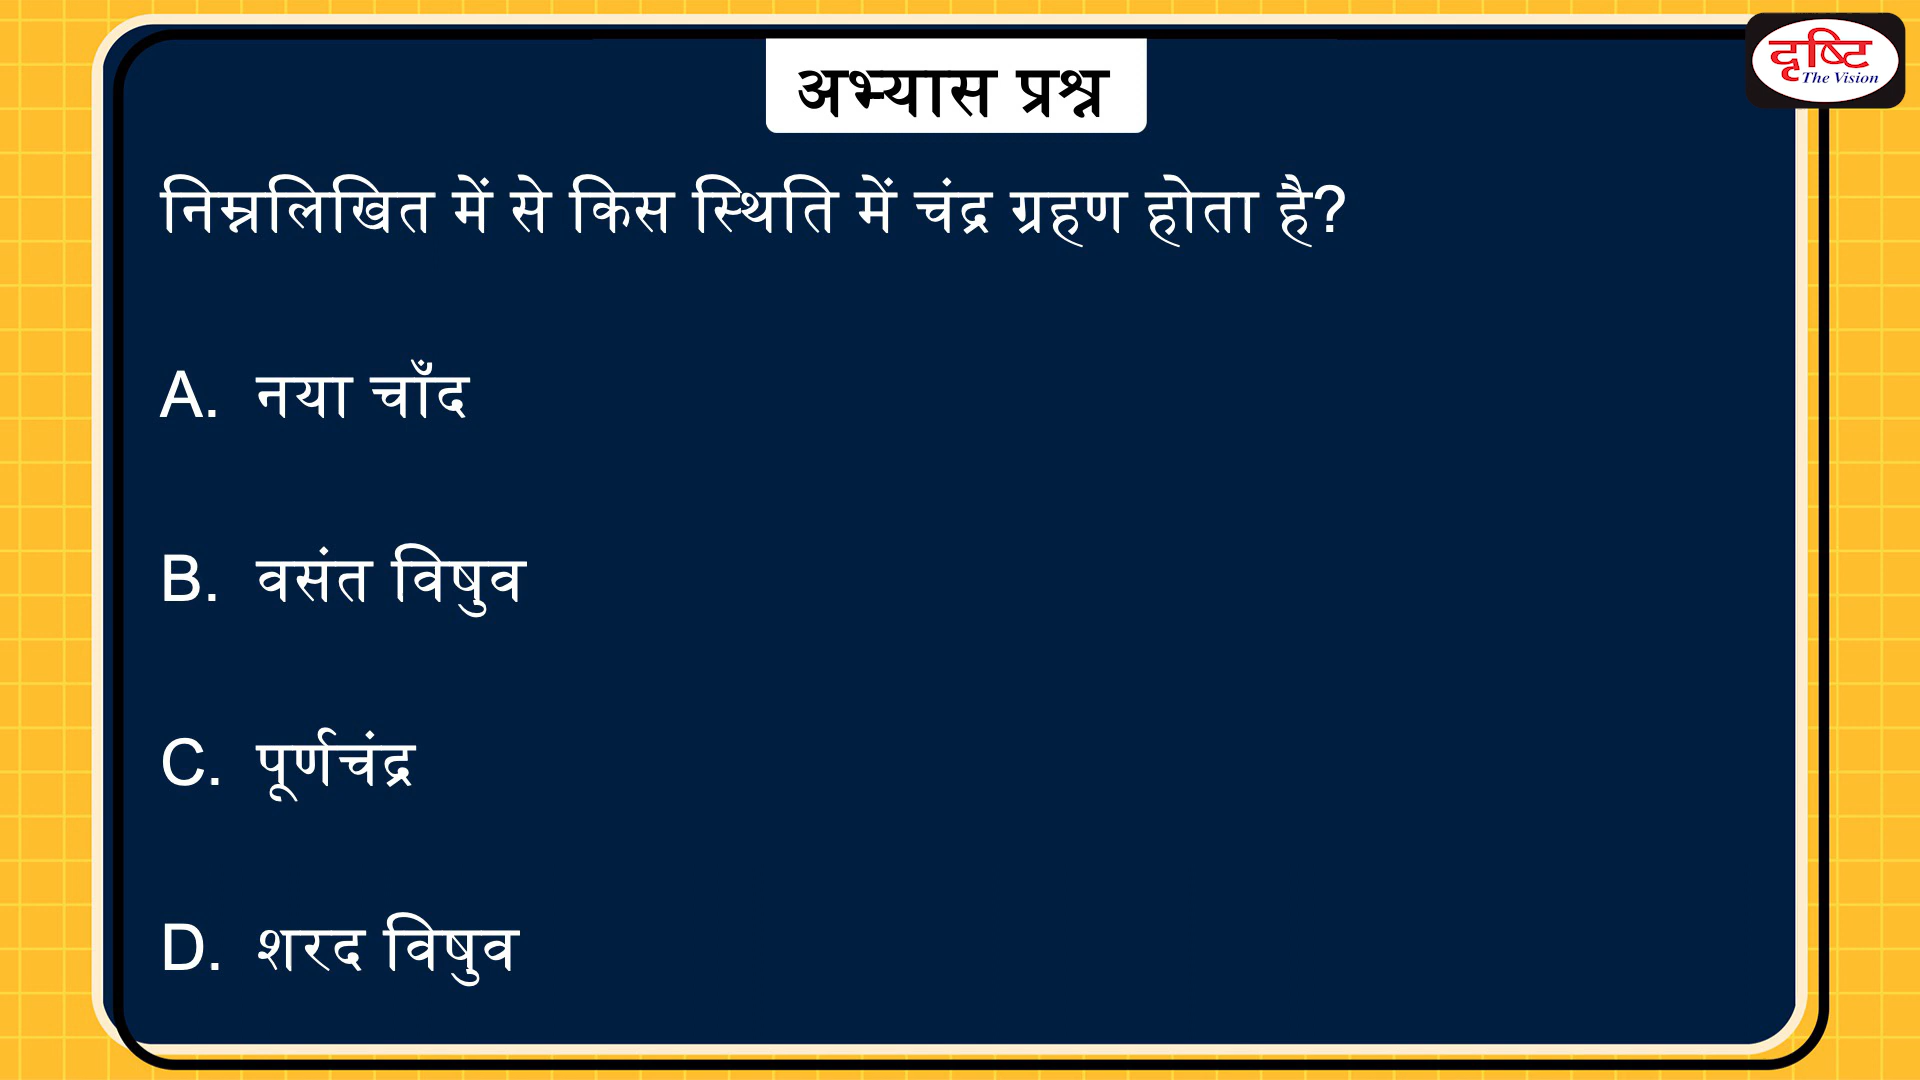 दृष्टि
The Vision
अभ्यास प्रश्न
निम्नलिखित में से किस स्थिति में चंद्र ग्रहण होता है?
A. नया चाँद
B. वसंत विषुव
C. पूर्णचंद्र
D. शरद विषुव